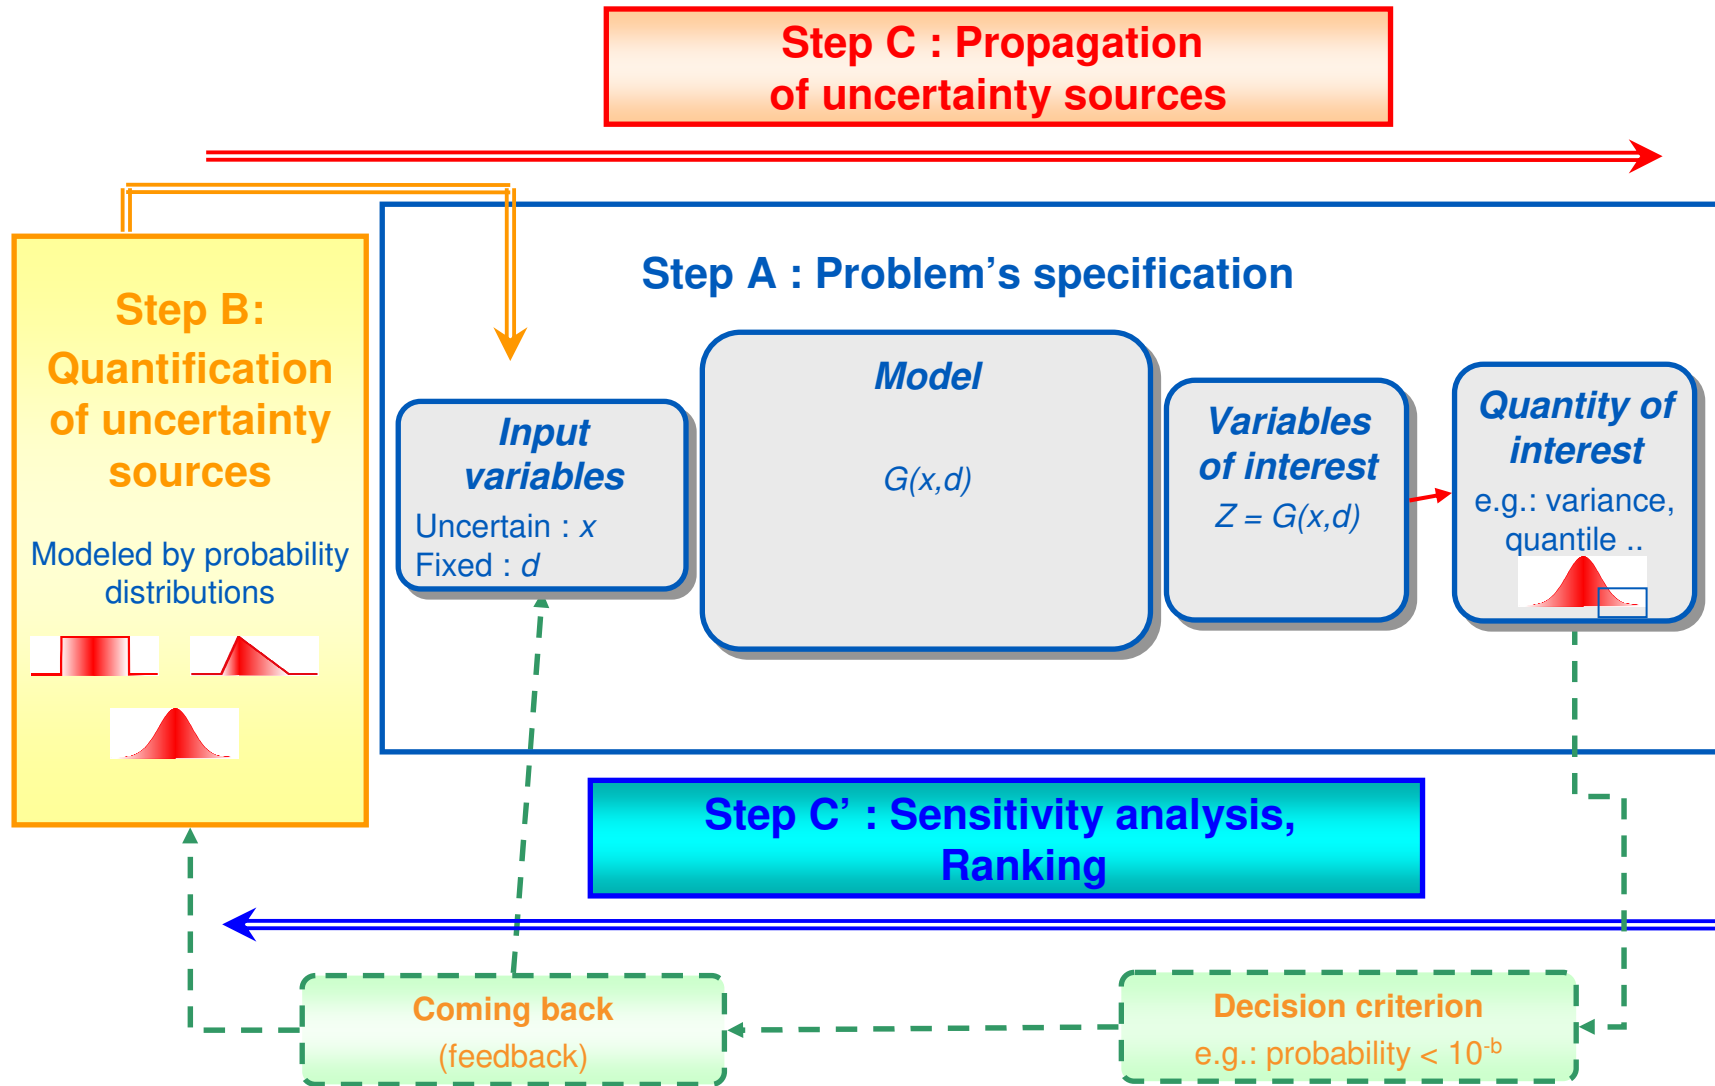 Step C : Propagation
of uncertainty sources
Step B:
Quantification
of uncertainty
sources
Modeled by probability
distributions
Step A : Problem’s specification
Input
variables
Uncertain : x
Fixed : d
Model
G(x,d)
Variables
of interest
Z = G(x,d)
Quantity of
interest
e.g.: variance,
quantile ..
Step C’ : Sensitivity analysis,
Ranking
Coming back
(feedback)
Decision criterion
e.g.: probability < 10⁻ᵇ